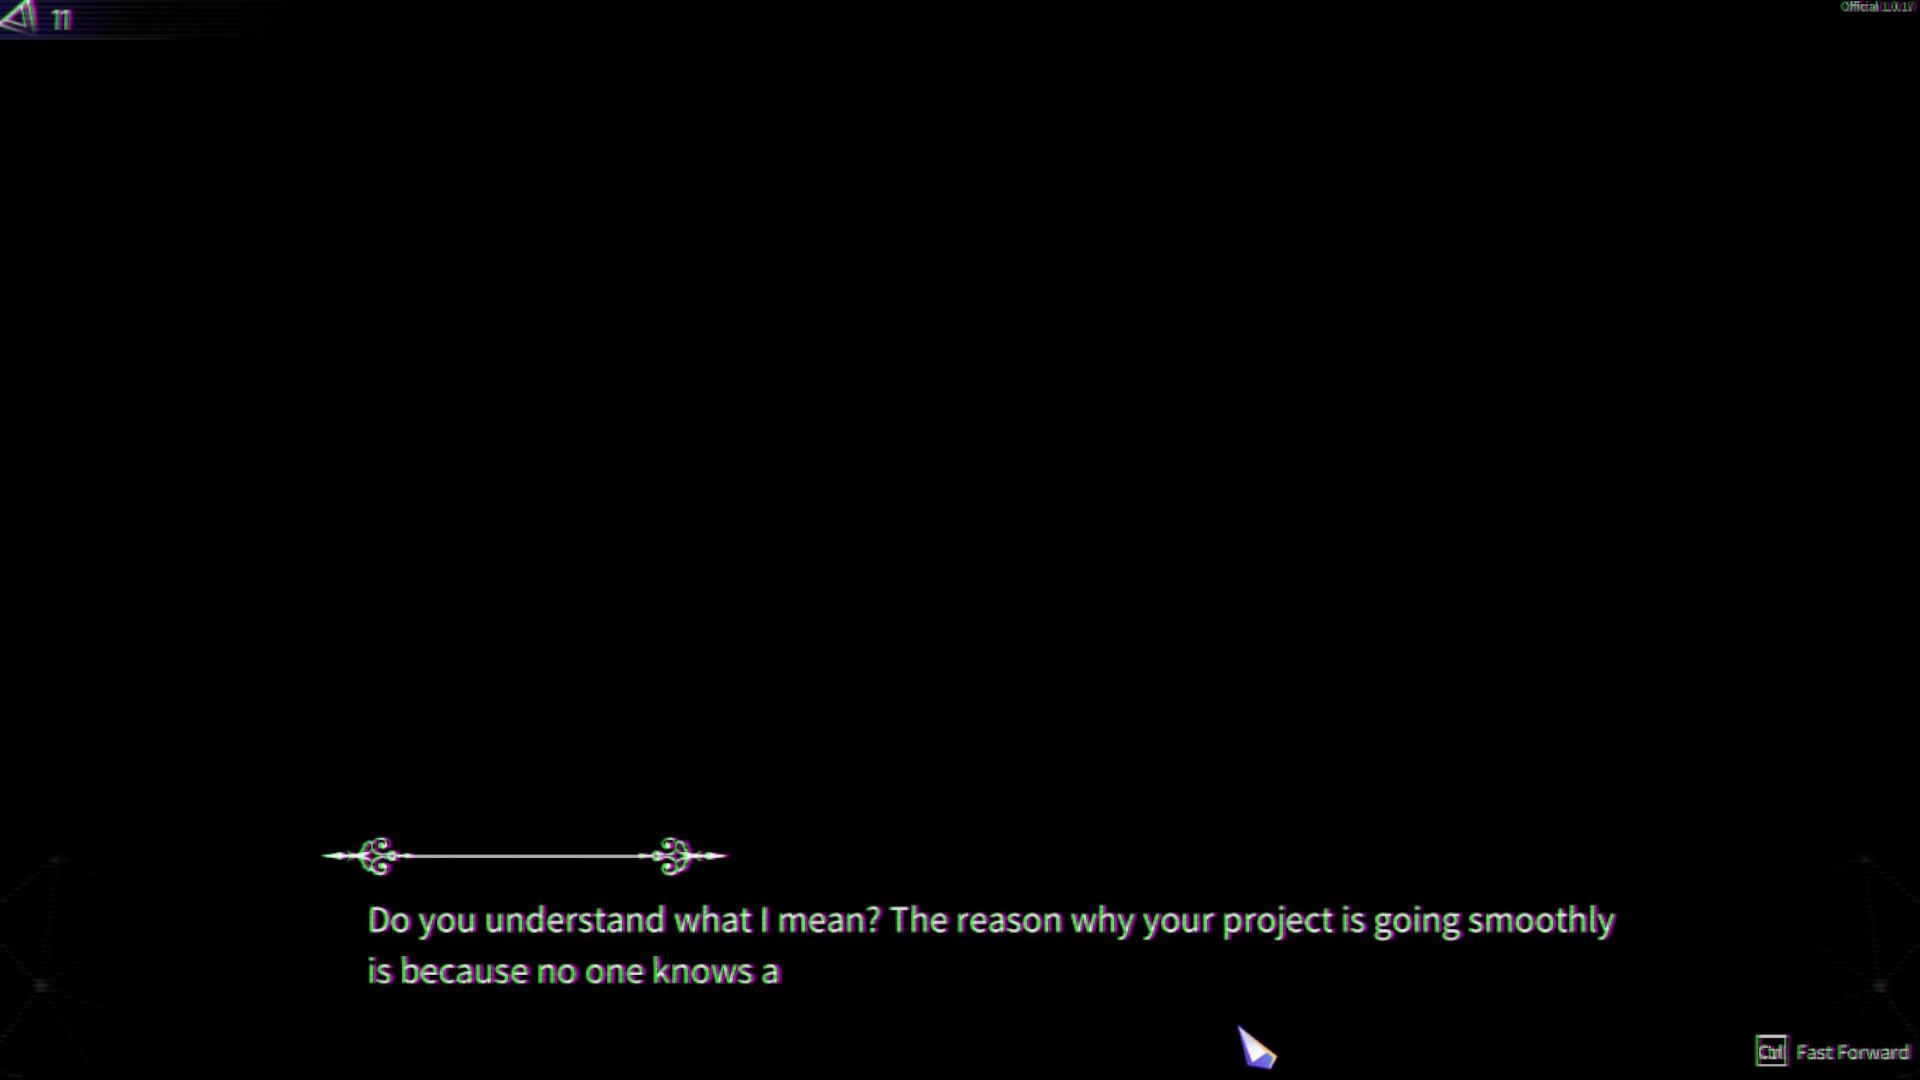 11
Official 1.0.17
Do you understand what I mean? The reason why your project is going smoothly
is because no one knows a
Ctrl Fast Forward